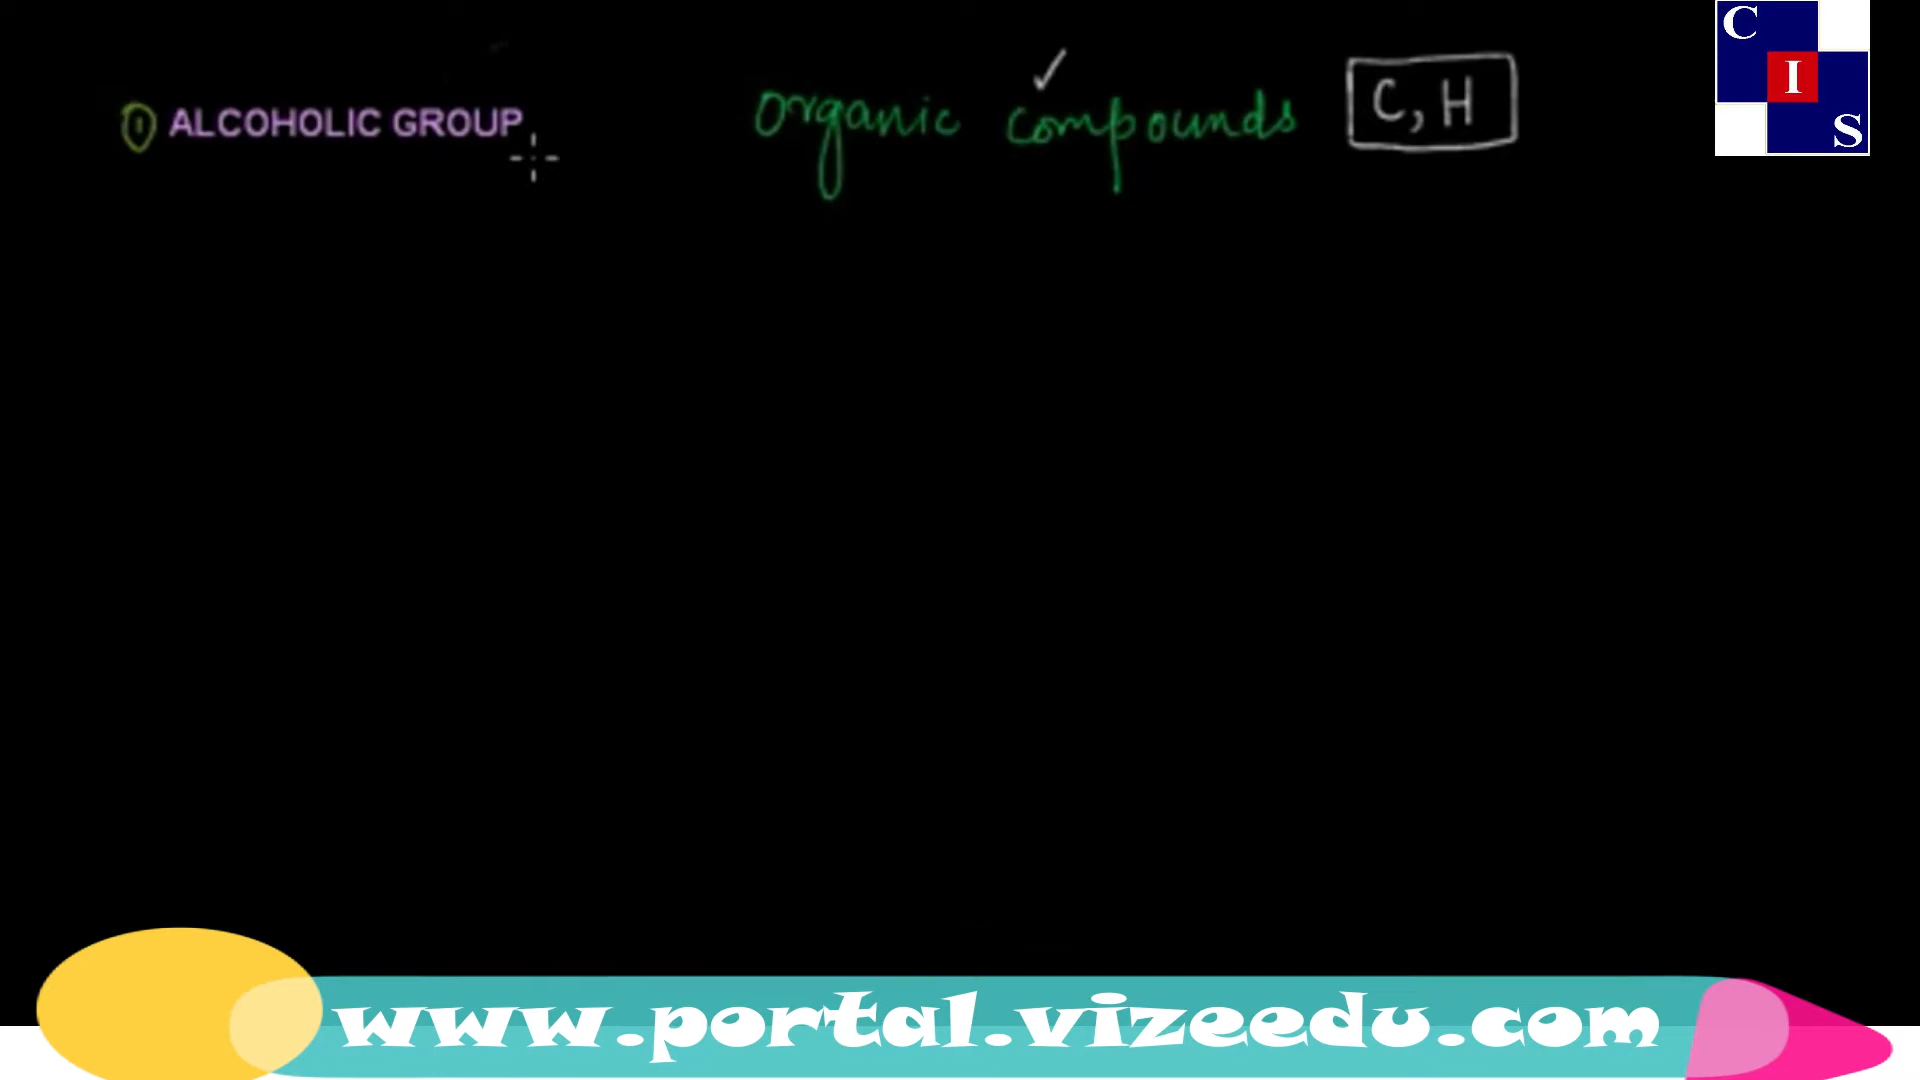 ① ALCOHOLIC GROUP
Organic compounds ✓ C, H
C
I
S
www.portal.vizeedu.com